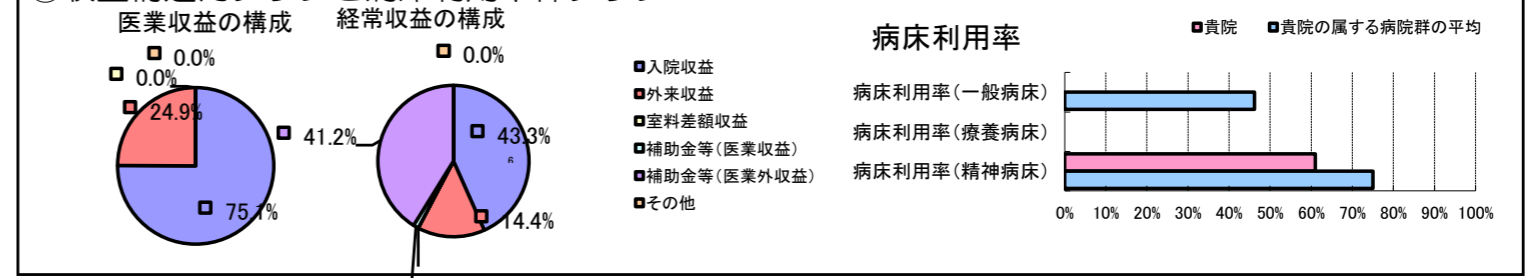 医業収益の構成
0.0%
0.0%
24.9%
75.1%
経常収益の構成
0.0%
41.2%
43.3%
14.4%
入院収益
外来収益
室料差額収益
補助金等(医業収益)
補助金等(医業外収益)
その他
病床利用率
貴院 貴院の属する病院群の平均
病床利用率(一般病床)
病床利用率(療養病床)
病床利用率(精神病床)
0% 10% 20% 30% 40% 50% 60% 70% 80% 90% 100%